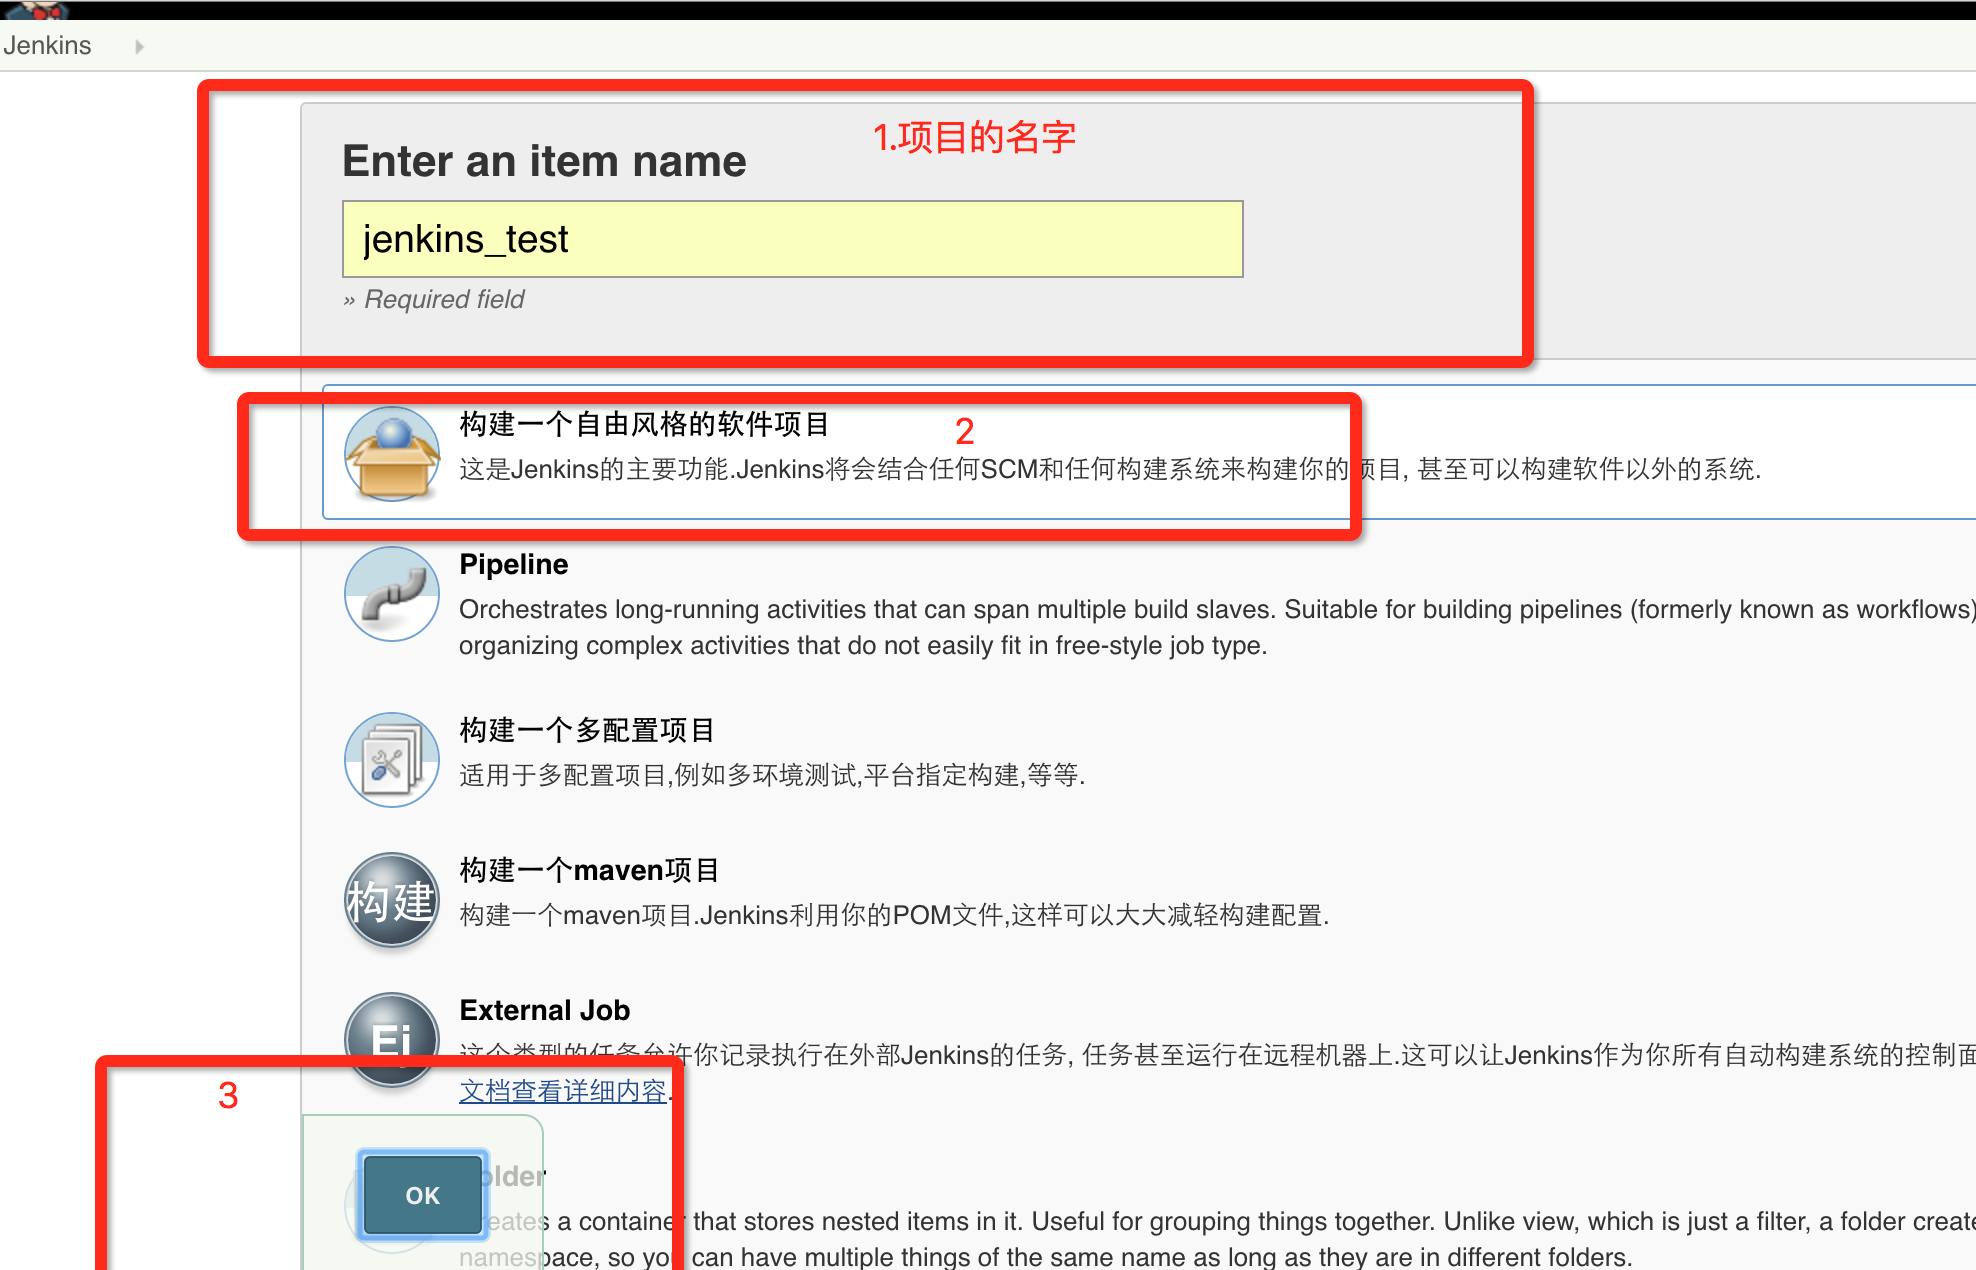 Jenkins
1.项目的名字
Enter an item name
jenkins_test
» Required field
构建一个自由风格的软件项目
2
这是Jenkins的主要功能.Jenkins将会结合任何SCM和任何构建系统来构建你的项目, 甚至可以构建软件以外的系统.
Pipeline
Orchestrates long-running activities that can span multiple build slaves. Suitable for building pipelines (formerly known as workflows)
organizing complex activities that do not easily fit in free-style job type.
构建一个多配置项目
适用于多配置项目,例如多环境测试,平台指定构建,等等.
构建
构建一个maven项目
构建一个maven项目.Jenkins利用你的POM文件,这样可以大大减轻构建配置.
Ej
External Job
这个类型的任务允许你记录执行在外部Jenkins的任务, 任务甚至运行在远程机器上.这可以让Jenkins作为你所有自动构建系统的控制面
3
文档查看详细内容.
OK
older
reates a container that stores nested items in it. Useful for grouping things together. Unlike view, which is just a filter, a folder create
namespace, so you can have multiple things of the same name as long as they are in different folders.